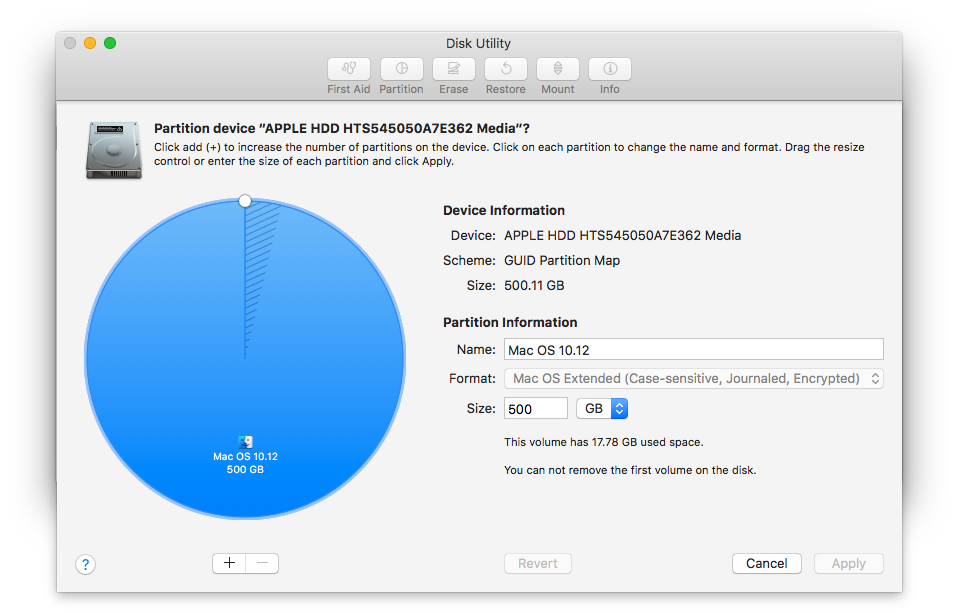 Disk Utility
First Aid Partition Erase Restore Mount Info
Partition device "APPLE HDD HTS545050A7E362 Media"?
Click add (+) to increase the number of partitions on the device. Click on each partition to change the name and format. Drag the resize
control or enter the size of each partition and click Apply.
Device Information
Device: APPLE HDD HTS545050A7E362 Media
Scheme: GUID Partition Map
Size: 500.11 GB
Partition Information
Name: Mac OS 10.12
Format: Mac OS Extended (Case-sensitive, Journaled, Encrypted)
Size: 500 GB
This volume has 17.78 GB used space.
You can not remove the first volume on the disk.
Mac OS 10.12
500 GB
? + − Revert Cancel Apply